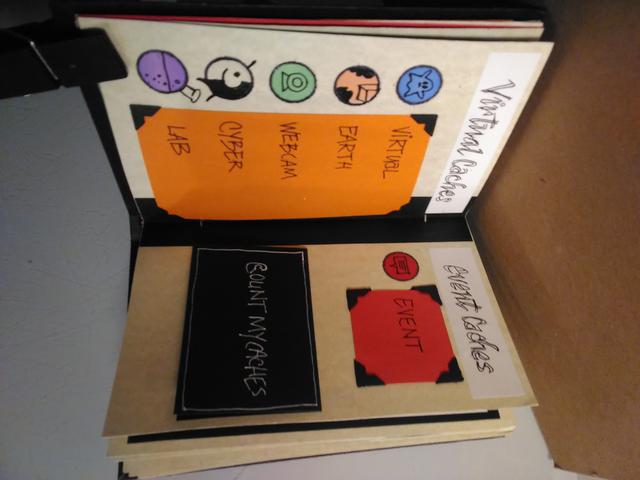 Virtual Caches
VIRTUAL
EARTH
WEBCAM
CYBER
LAB
event Caches
EVENT
COUNT MY CACHES